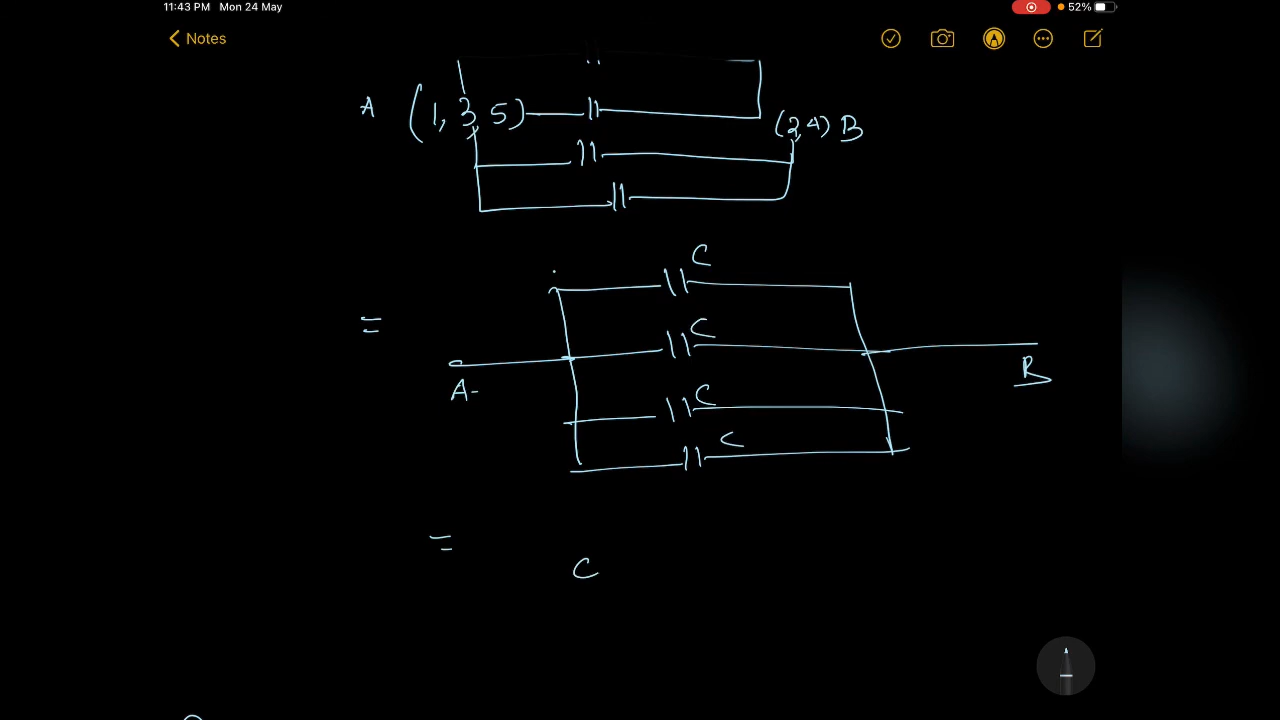 11:43 PM Mon 24 May
52%
Notes
A (1, 3, 5) (2,4) B
C
=
C
A-
B
C
C
=
C